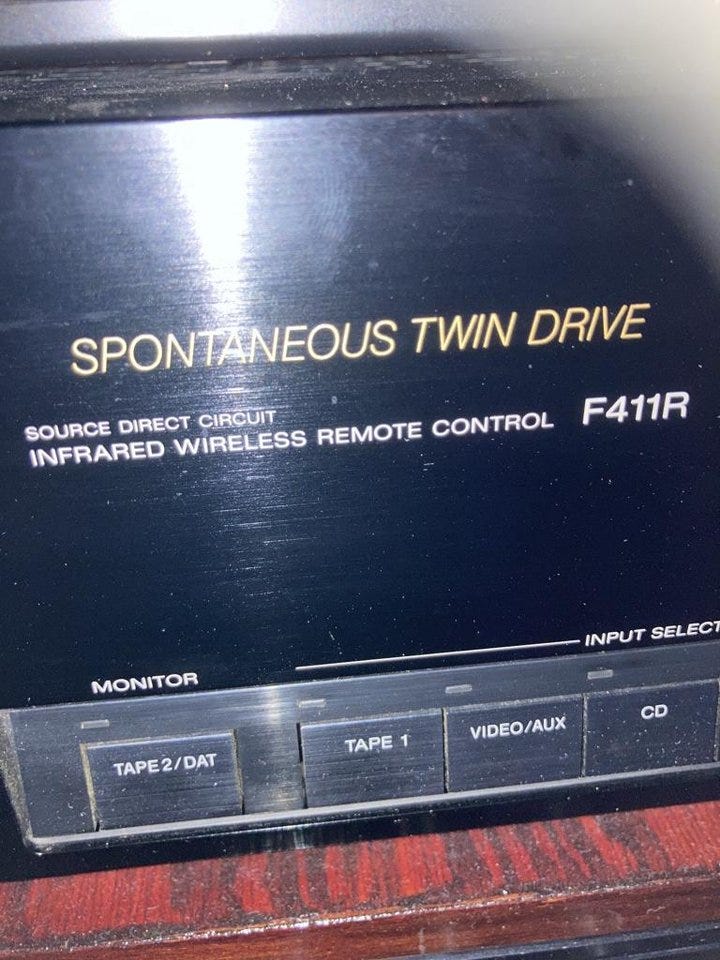 SPONTANEOUS TWIN DRIVE
SOURCE DIRECT CIRCUIT
INFRARED WIRELESS REMOTE CONTROL F411R
INPUT SELECT
MONITOR
TAPE 2/DAT TAPE 1 VIDEO/AUX CD